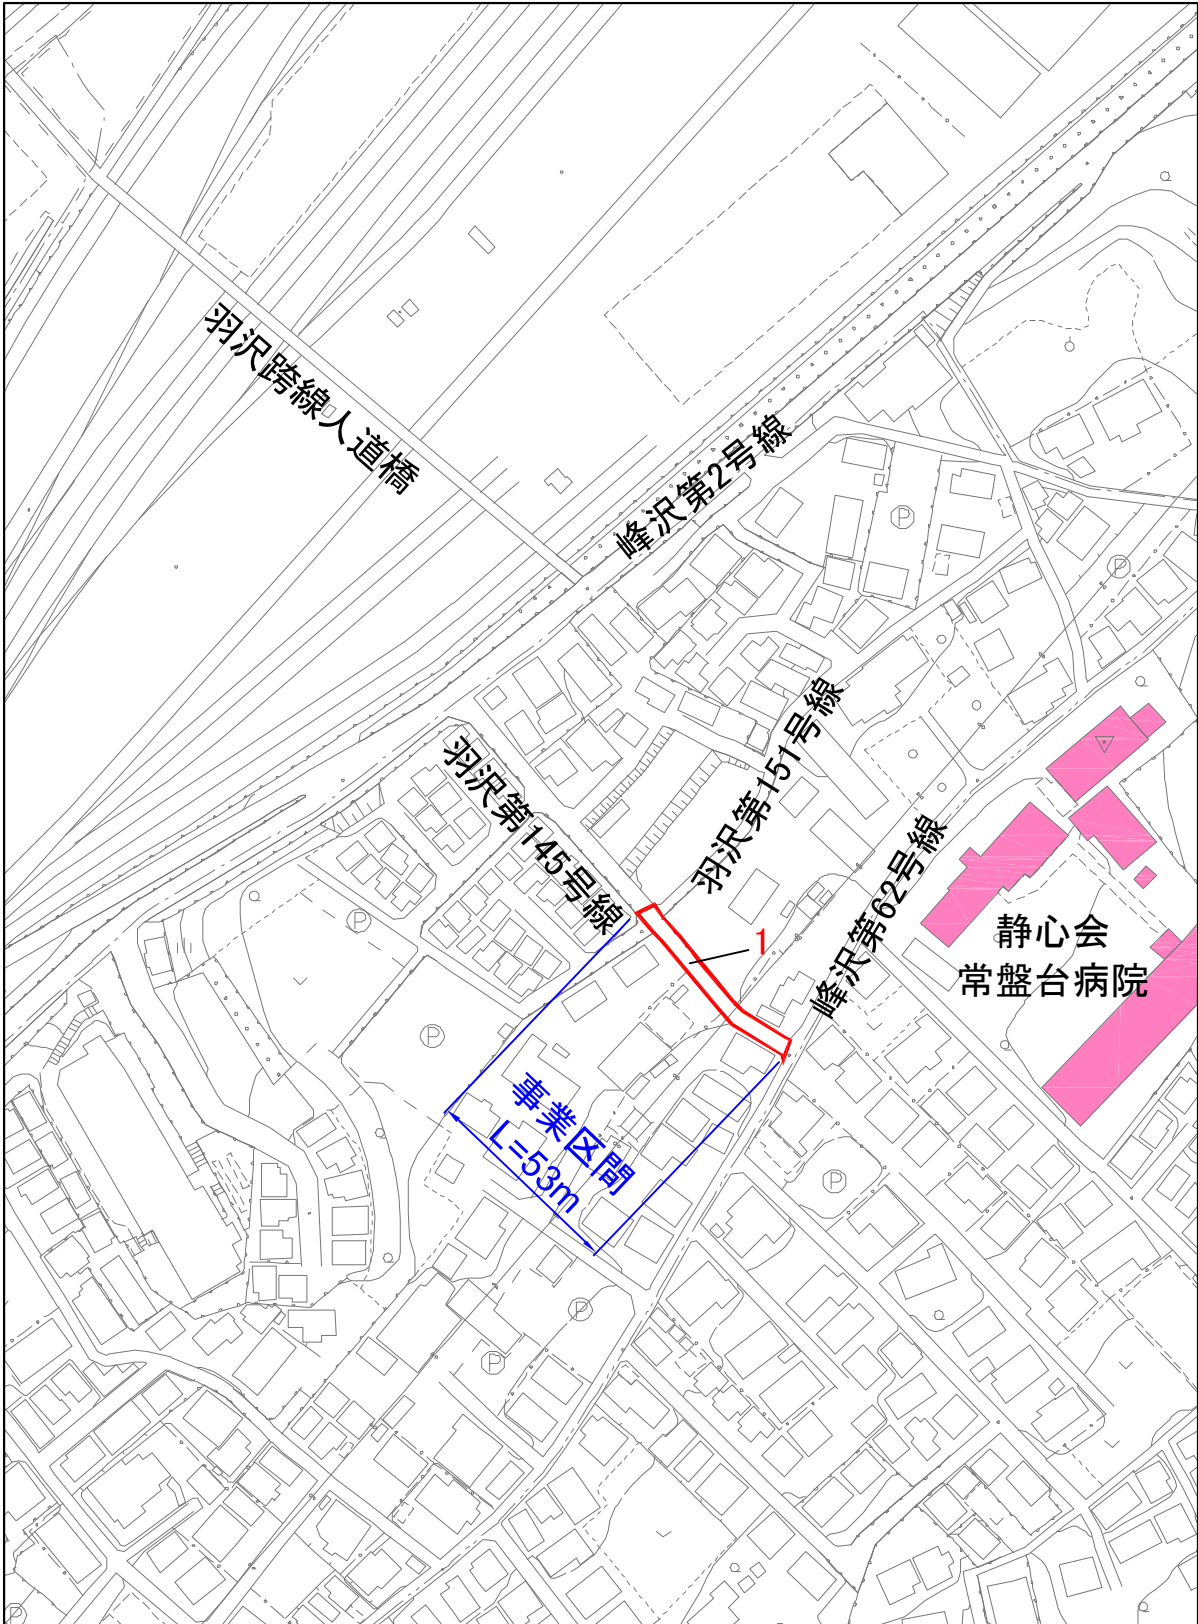 羽沢跨線人道橋
峰沢第2号線
羽沢第151号線
羽沢第145号線
峰沢第62号線
静心会
常盤台病院
1
事業区間
L=53m
P
P
P
P
P
P
P
P